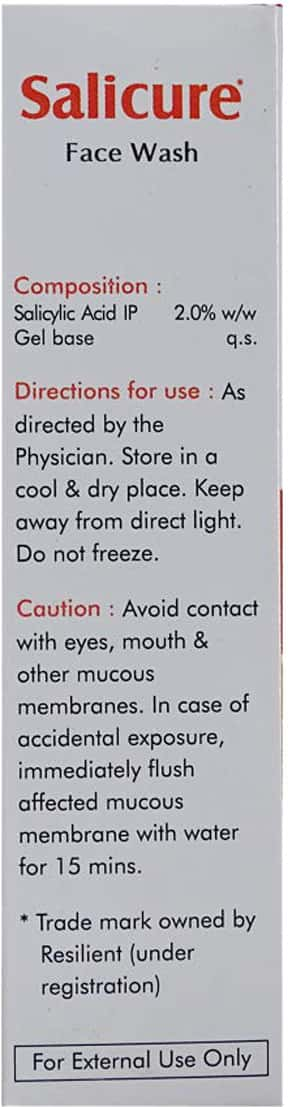 Salicure*
Face Wash
Composition :
Salicylic Acid IP 2.0% w/w
Gel base q.s.
Directions for use : As
directed by the
Physician. Store in a
cool & dry place. Keep
away from direct light.
Do not freeze.
Caution : Avoid contact
with eyes, mouth &
other mucous
membranes. In case of
accidental exposure,
immediately flush
affected mucous
membrane with water
for 15 mins.
* Trade mark owned by
Resilient (under
registration)
For External Use Only